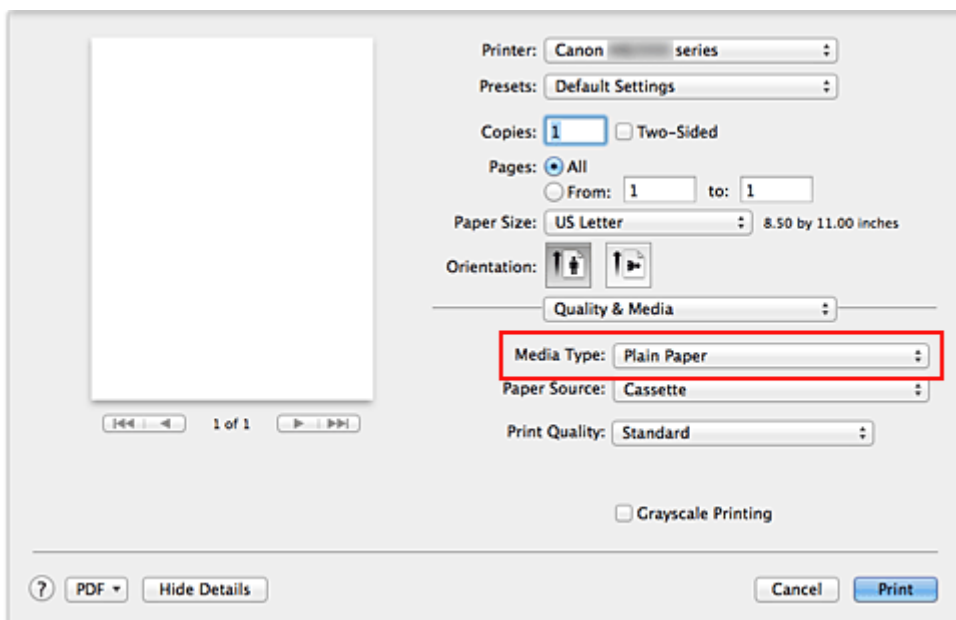 Printer: Canon series
Presets: Default Settings
Copies: 1 Two-Sided
Pages: All
From: 1 to: 1
Paper Size: US Letter 8.50 by 11.00 inches
Orientation:
Quality & Media
Media Type: Plain Paper
Paper Source: Cassette
1 of 1
Print Quality: Standard
Grayscale Printing
? PDF Hide Details Cancel Print